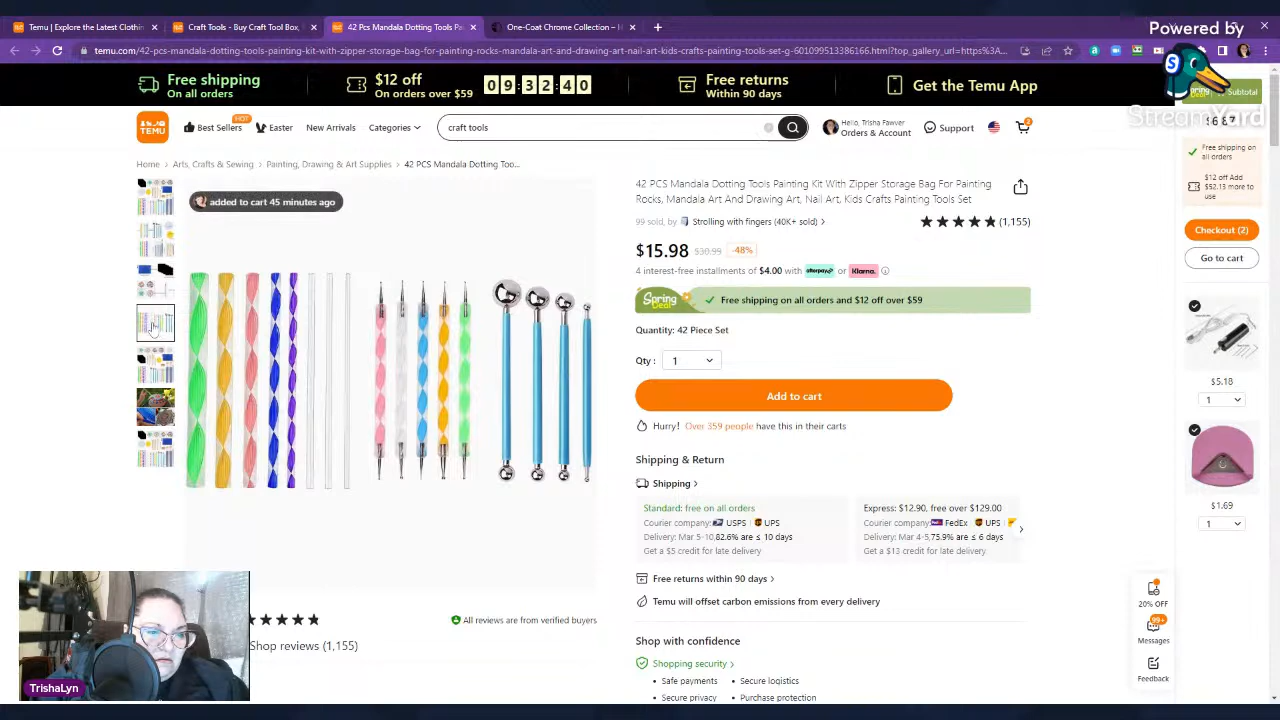 Temu | Explore the Latest Clothin
Craft Tools - Buy Craft Tool Box,
42 Pcs Mandala Dotting Tools Pai
One-Coat Chrome Collection –
Powered by
temu.com/42-pcs-mandala-dotting-tools-painting-kit-with-zipper-storage-bag-for-painting-rocks-mandala-art-and-drawing-art-nail-art-kids-crafts-painting-tools-set-g-601099513386166.html?top_gallery_url=https%3A...
StreamYard
Free shipping
On all orders
$12 off
On orders over $59
09:32:40
Free returns
Within 90 days
Get the Temu App
Spring Deal
Subtotal
$6.87
TEMU
Best Sellers
HOT
Easter
New Arrivals
Categories
craft tools
Hello, Trisha Fawver
Orders & Account
Support
2
Free shipping on all orders
$12 off Add $52.13 more to use
Checkout (2)
Go to cart
$5.18
1
$1.69
1
Home > Arts, Crafts & Sewing > Painting, Drawing & Art Supplies > 42 PCS Mandala Dotting Too...
added to cart 45 minutes ago
42 PCS Mandala Dotting Tools Painting Kit With Zipper Storage Bag For Painting
Rocks, Mandala Art And Drawing Art, Nail Art, Kids Crafts Painting Tools Set
99 sold, by Strolling with fingers (40K+ sold) >
(1,155)
$15.98 $30.99 -48%
4 interest-free installments of $4.00 with afterpay or Klarna.
Spring Deal
Free shipping on all orders and $12 off over $59
Quantity: 42 Piece Set
Qty : 1
Add to cart
Hurry! Over 359 people have this in their carts
Shipping & Return
Shipping >
Standard: free on all orders
Courier company: USPS | UPS
Delivery: Mar 5-10,82.6% are ≤ 10 days
Get a $5 credit for late delivery
Express: $12.90, free over $129.00
Courier company: FedEx UPS
Delivery: Mar 4-5,75.9% are ≤ 6 days
Get a $13 credit for late delivery
Free returns within 90 days >
Temu will offset carbon emissions from every delivery
Shop with confidence
Shopping security >
• Safe payments • Secure logistics
• Secure privacy • Purchase protection
All reviews are from verified buyers
Shop reviews (1,155)
20% OFF
99+
Messages
Feedback
TrishaLyn